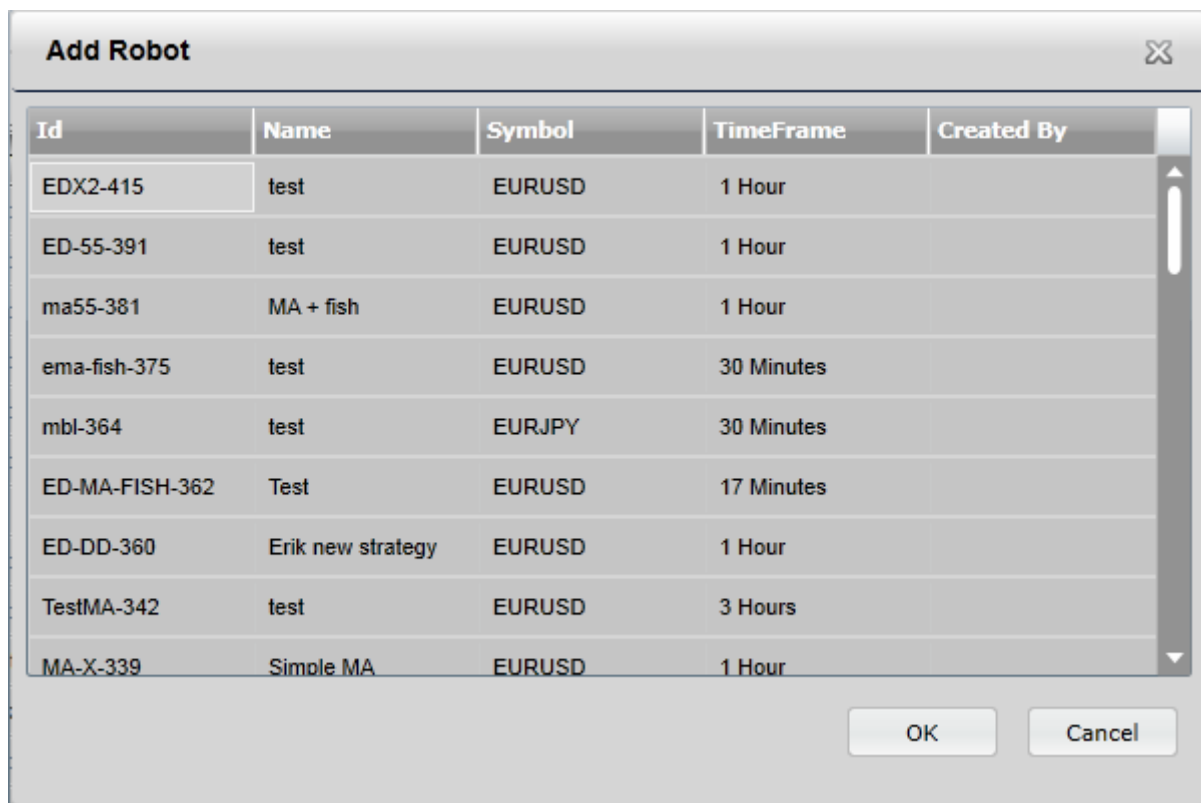 Add Robot
Id Name Symbol TimeFrame Created By
EDX2-415 test EURUSD 1 Hour
ED-55-391 test EURUSD 1 Hour
ma55-381 MA + fish EURUSD 1 Hour
ema-fish-375 test EURUSD 30 Minutes
mbl-364 test EURJPY 30 Minutes
ED-MA-FISH-362 Test EURUSD 17 Minutes
ED-DD-360 Erik new strategy EURUSD 1 Hour
TestMA-342 test EURUSD 3 Hours
MA-X-339 Simple MA EURUSD 1 Hour
OK Cancel